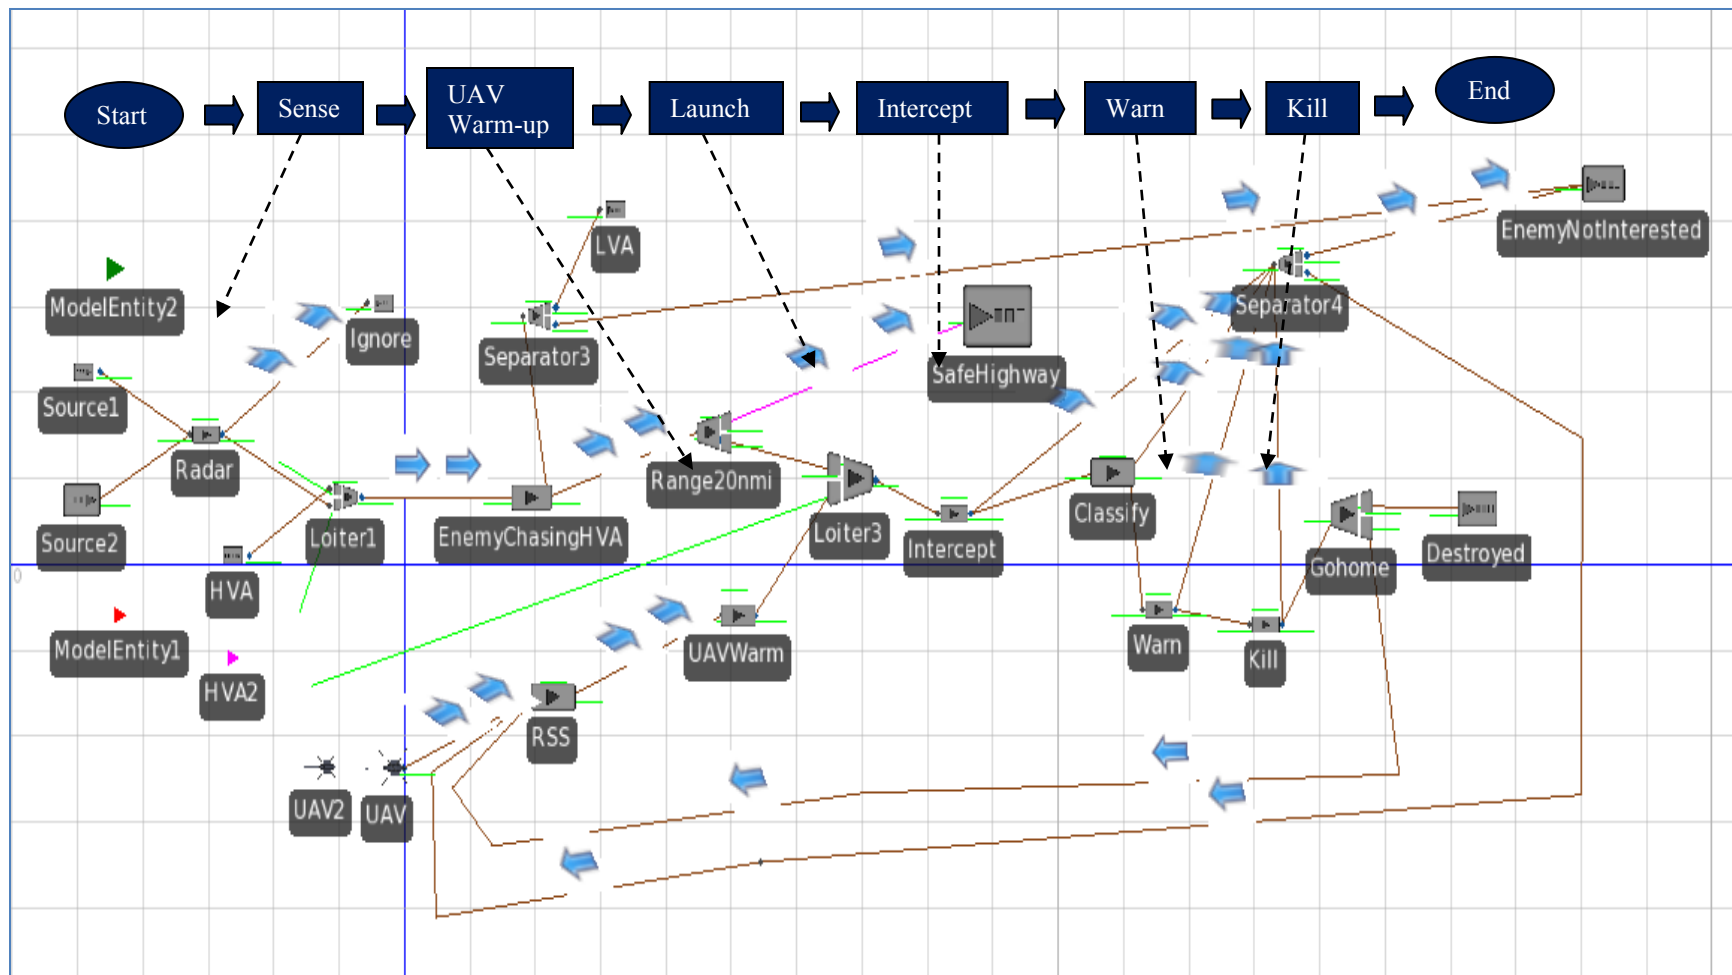 Start
Sense
UAV
Warm-up
Launch
Intercept
Warn
Kill
End
EnemyNotInterested
LVA
ModelEntity2
Ignore
Separator3
Separator4
SafeHighway
Source1
Radar
Range20nmi
Source2
Loiter1
EnemyChasingHVA
Loiter3
Intercept
Classify
Gohome
Destroyed
0
HVA
ModelEntity1
UAVWarm
Warn
Kill
HVA2
RSS
UAV2
UAV